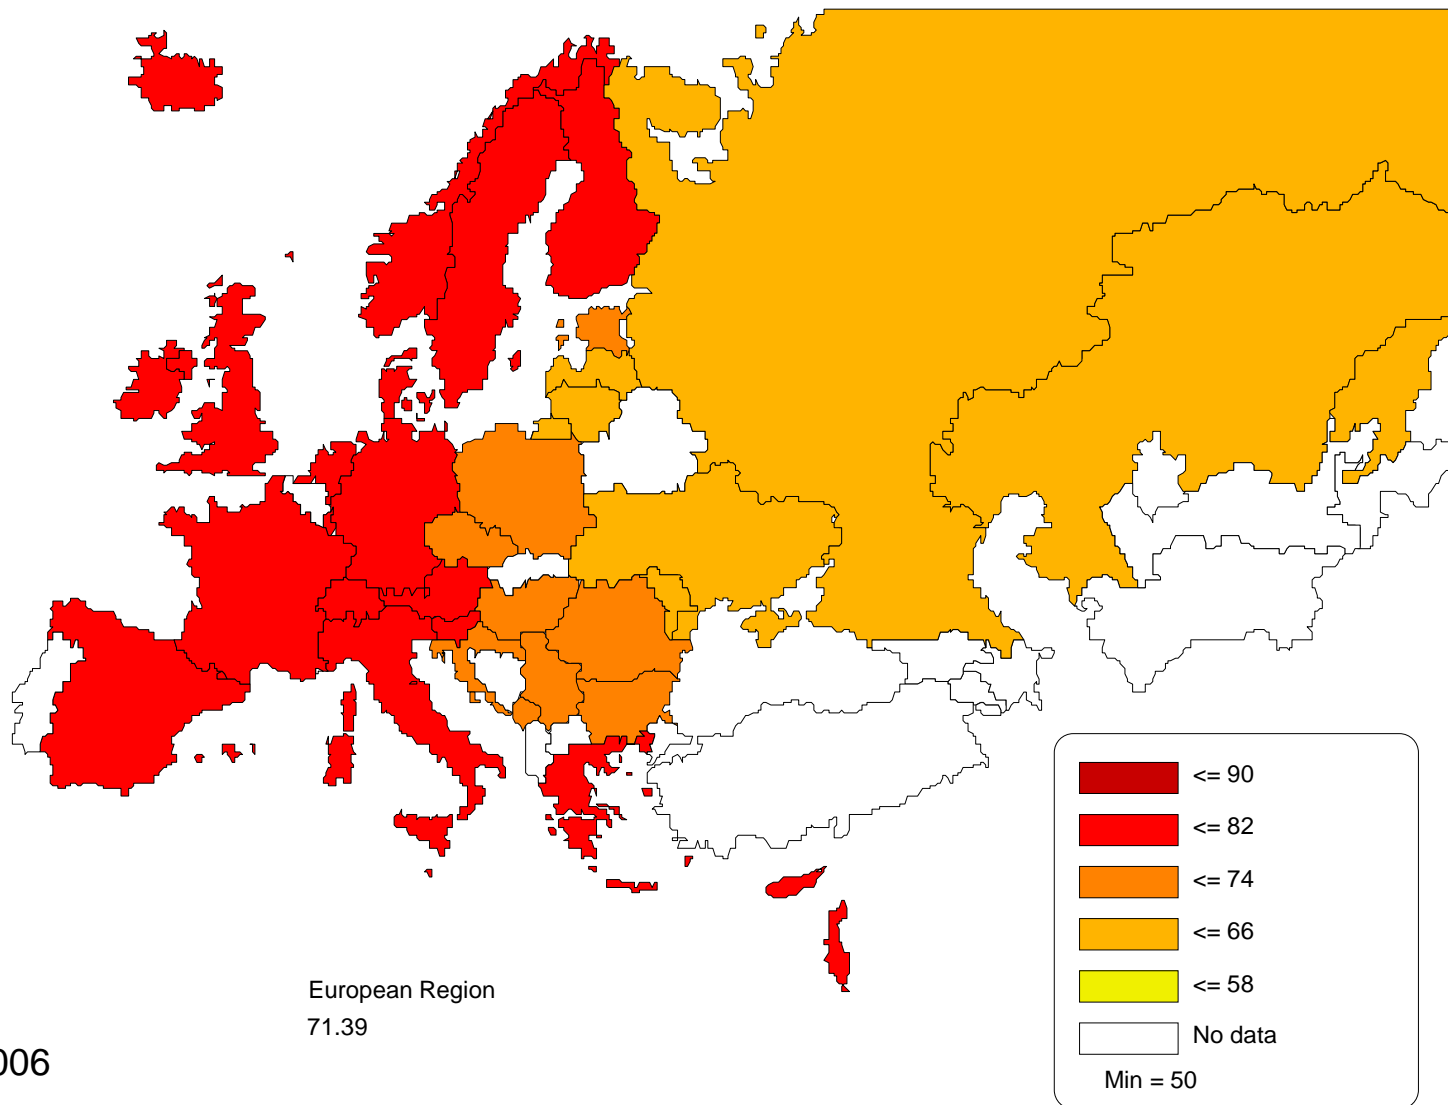 <= 90
<= 82
<= 74
<= 66
<= 58
No data
Min = 50
European Region
71.39
006